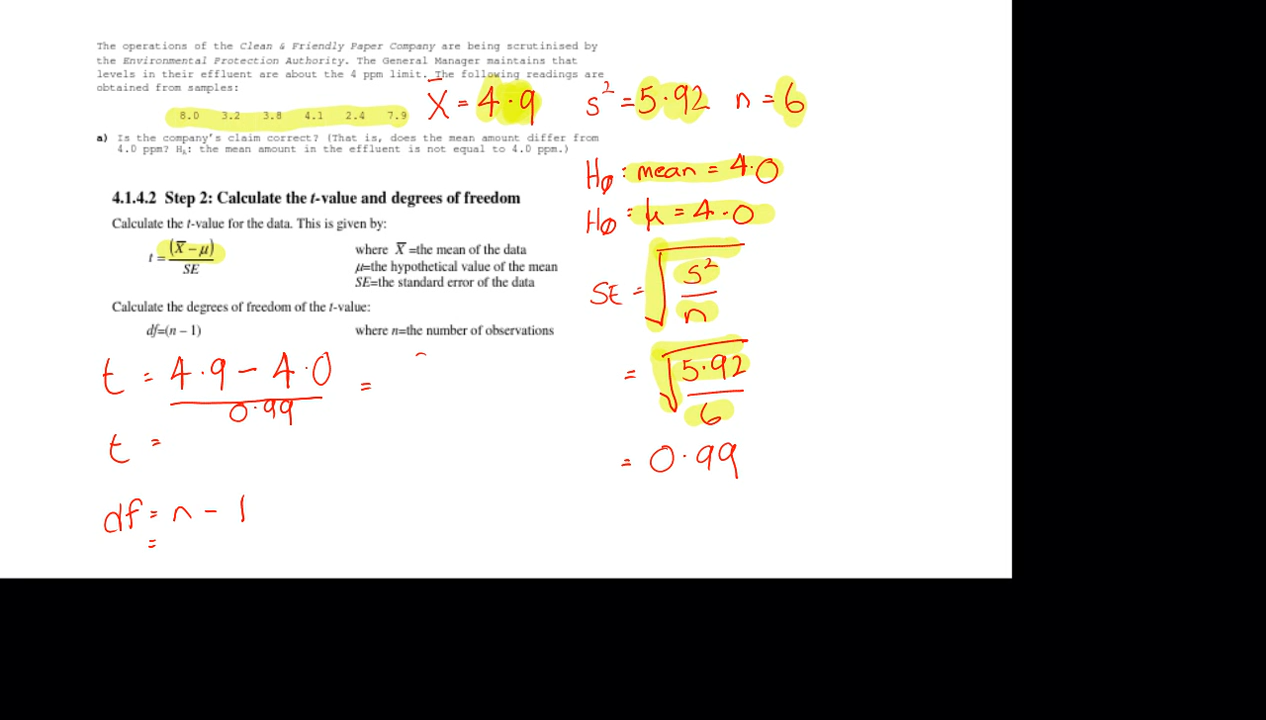 The operations of the Clean & Friendly Paper Company are being scrutinised by
the Environmental Protection Authority. The General Manager maintains that
levels in their effluent are about the 4 ppm limit. The following readings are
obtained from samples:
8.0 3.2 3.8 4.1 2.4 7.9
X̄ = 4.9 s² = 5.92 n = 6
a) Is the company's claim correct? (That is, does the mean amount differ from
4.0 ppm? Hₐ: the mean amount in the effluent is not equal to 4.0 ppm.)
4.1.4.2 Step 2: Calculate the t-value and degrees of freedom
Calculate the t-value for the data. This is given by:
t = (X̄ – μ) / SE
where X̄ =the mean of the data
μ=the hypothetical value of the mean
SE=the standard error of the data
Calculate the degrees of freedom of the t-value:
df=(n – 1) where n=the number of observations
t = 4.9 – 4.0 / 0.99 =
t =
df = n – 1
=
HØ : mean = 4.0
HØ = μ = 4.0
SE = √ s² / n
= √ 5.92 / 6
= 0.99